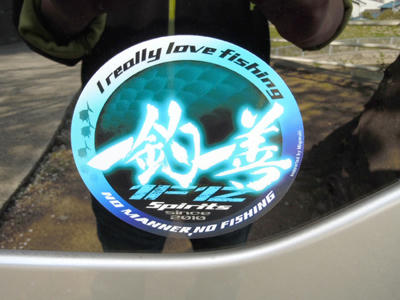 I really love fishing
一釣一善
Spirits
since
2010
NO MANNER,NO FISHING